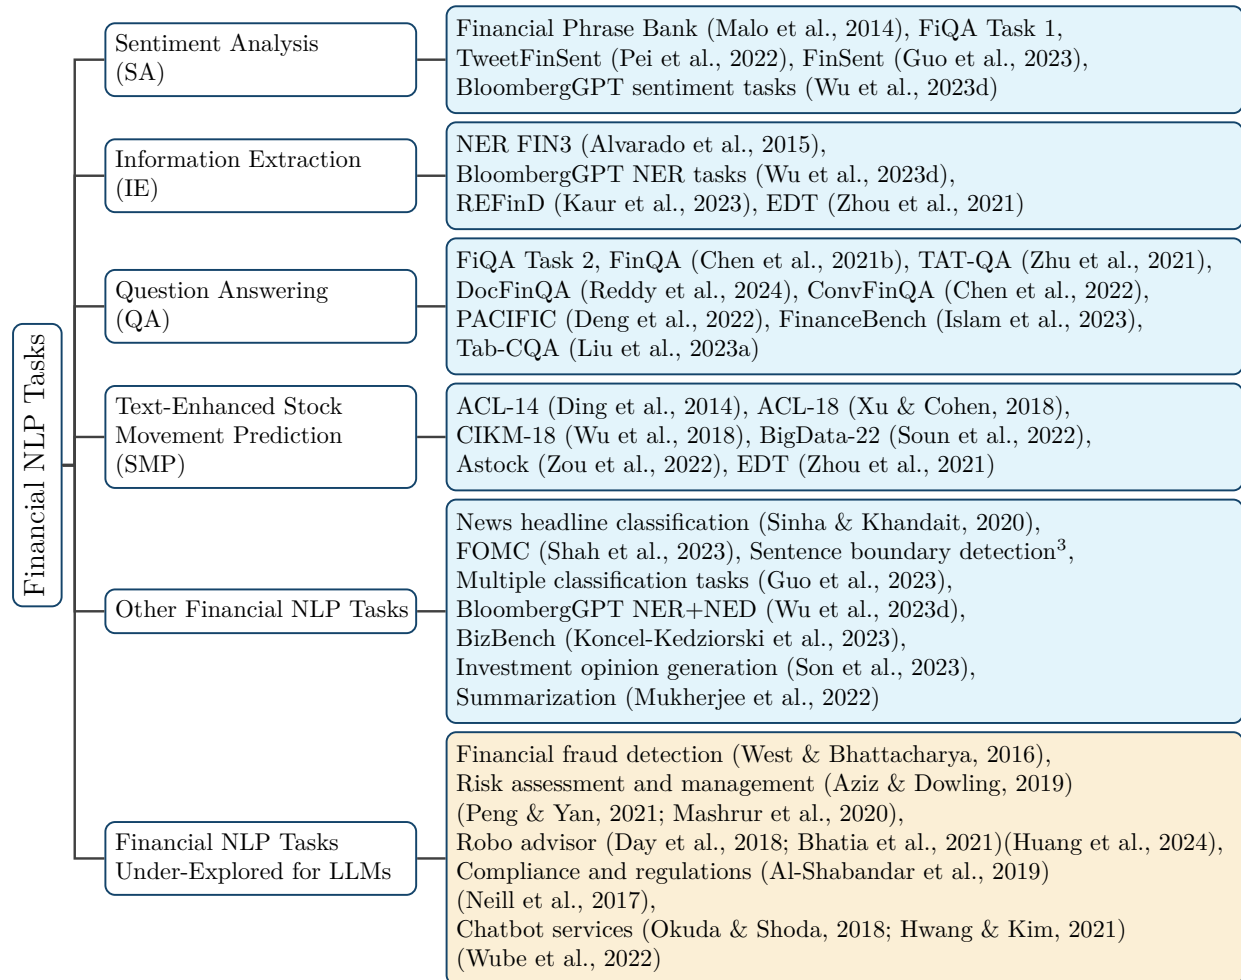 Financial NLP Tasks
Sentiment Analysis
(SA)
Financial Phrase Bank (Malo et al., 2014), FiQA Task 1,
TweetFinSent (Pei et al., 2022), FinSent (Guo et al., 2023),
BloombergGPT sentiment tasks (Wu et al., 2023d)
Information Extraction
(IE)
NER FIN3 (Alvarado et al., 2015),
BloombergGPT NER tasks (Wu et al., 2023d),
REFinD (Kaur et al., 2023), EDT (Zhou et al., 2021)
Question Answering
(QA)
FiQA Task 2, FinQA (Chen et al., 2021b), TAT-QA (Zhu et al., 2021),
DocFinQA (Reddy et al., 2024), ConvFinQA (Chen et al., 2022),
PACIFIC (Deng et al., 2022), FinanceBench (Islam et al., 2023),
Tab-CQA (Liu et al., 2023a)
Text-Enhanced Stock
Movement Prediction
(SMP)
ACL-14 (Ding et al., 2014), ACL-18 (Xu & Cohen, 2018),
CIKM-18 (Wu et al., 2018), BigData-22 (Soun et al., 2022),
Astock (Zou et al., 2022), EDT (Zhou et al., 2021)
Other Financial NLP Tasks
News headline classification (Sinha & Khandait, 2020),
FOMC (Shah et al., 2023), Sentence boundary detection³,
Multiple classification tasks (Guo et al., 2023),
BloombergGPT NER+NED (Wu et al., 2023d),
BizBench (Koncel-Kedziorski et al., 2023),
Investment opinion generation (Son et al., 2023),
Summarization (Mukherjee et al., 2022)
Financial NLP Tasks
Under-Explored for LLMs
Financial fraud detection (West & Bhattacharya, 2016),
Risk assessment and management (Aziz & Dowling, 2019)
(Peng & Yan, 2021; Mashrur et al., 2020),
Robo advisor (Day et al., 2018; Bhatia et al., 2021)(Huang et al., 2024),
Compliance and regulations (Al-Shabandar et al., 2019)
(Neill et al., 2017),
Chatbot services (Okuda & Shoda, 2018; Hwang & Kim, 2021)
(Wube et al., 2022)